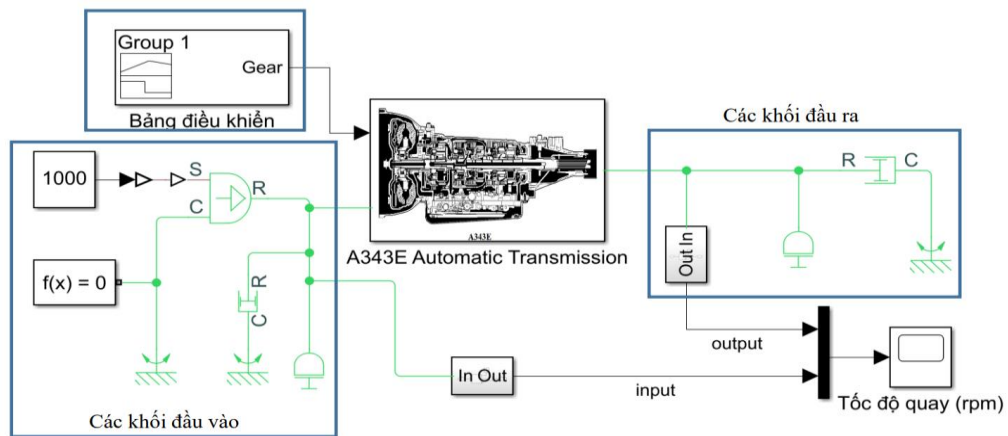 Group 1
Gear
Bảng điều khiển
Các khối đầu ra
1000
S
R
C
R
C
A343E
A343E Automatic Transmission
Out In
f(x) = 0
R
C
output
In Out
input
Tốc độ quay (rpm)
Các khối đầu vào